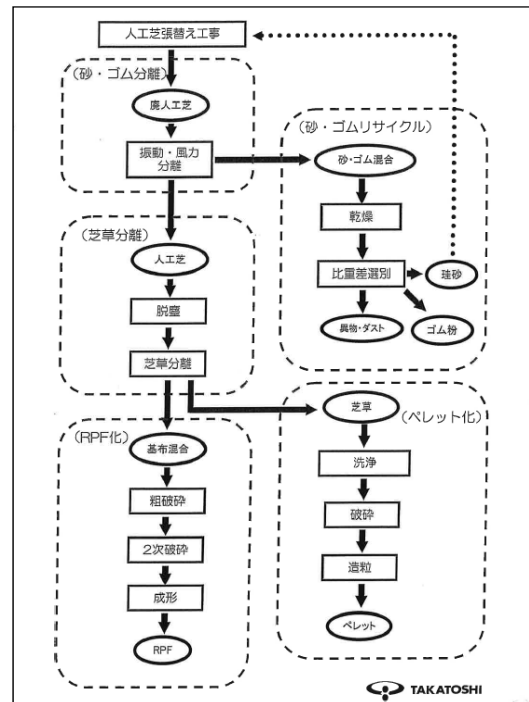 人工芝張替え工事
(砂・ゴム分離)
廃人工芝
振動・風力
分離
(砂・ゴムリサイクル)
砂・ゴム混合
乾燥
比重差選別
珪砂
異物・ダスト
ゴム粉
(芝草分離)
人工芝
脱塵
芝草分離
(RPF化)
基布混合
粗破砕
2次破砕
成形
RPF
芝草
(ペレット化)
洗浄
破砕
造粒
ペレット
TAKATOSHI